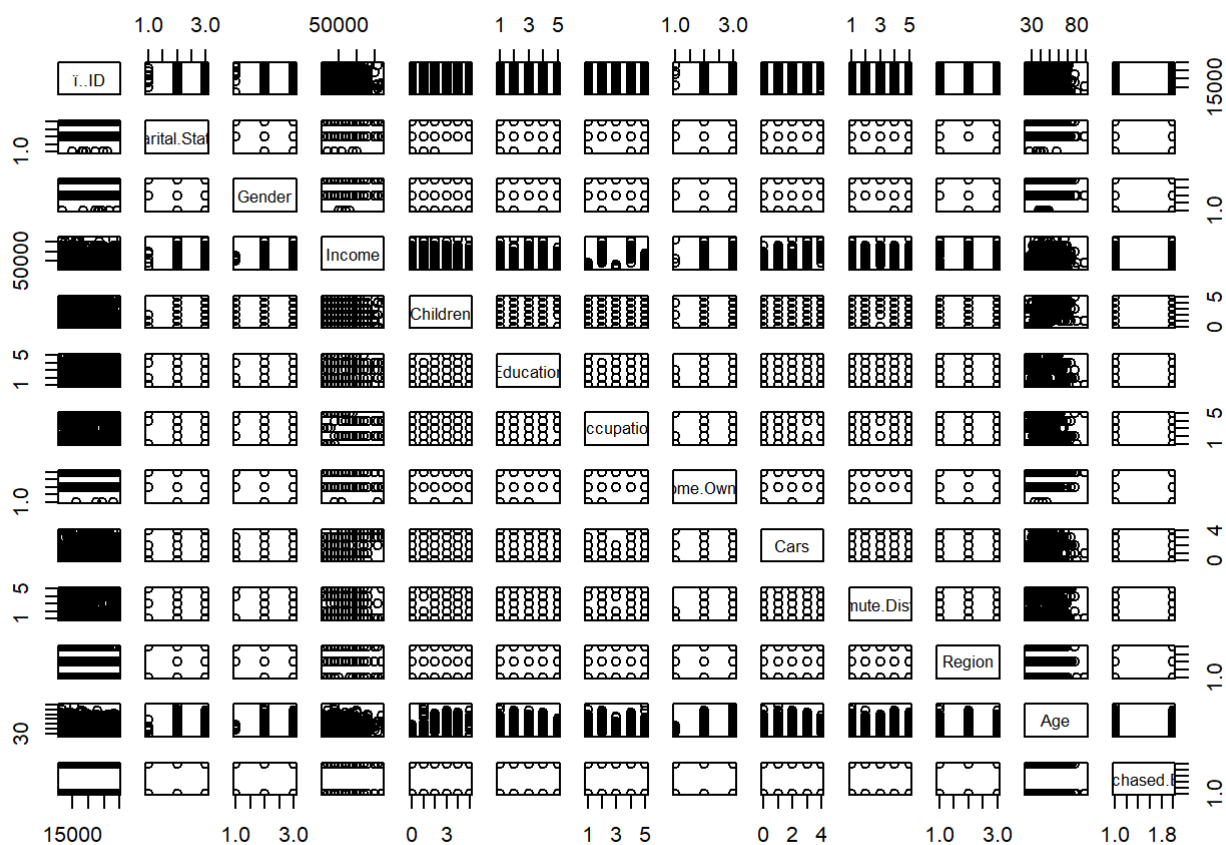 1.0 3.0 50000 1 3 5 1.0 3.0 1 3 5 30 80
ï..ID 15000
1.0 arital.Stat
Gender 1.0
50000 Income
Children 0 5
1 5 Education
ccupatio 1 5
1.0 ome.Own
Cars 0 4
1 5 mute.Dist
Region 1.0
30 Age
chased.B 1.0
15000 1.0 3.0 0 3 1 3 5 0 2 4 1.0 3.0 1.0 1.8